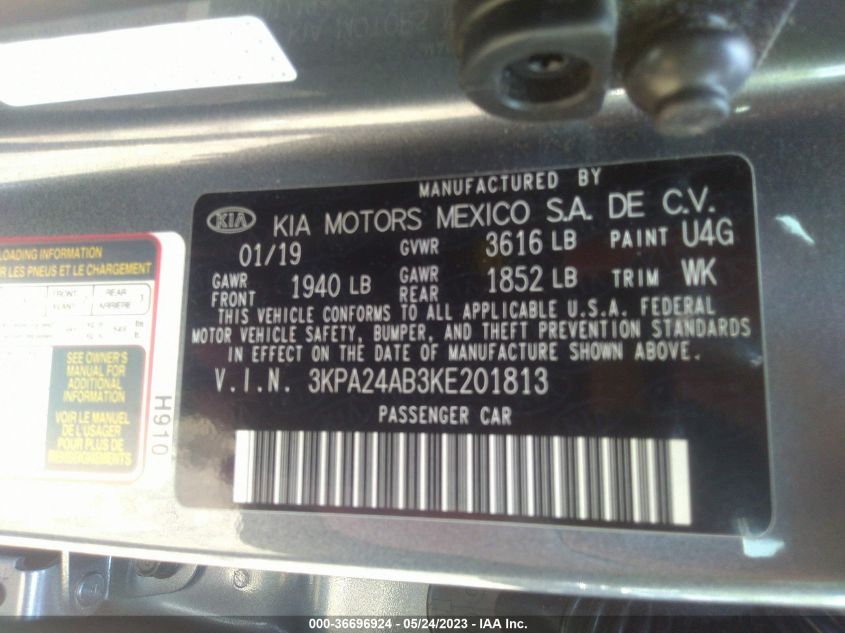 MANUFACTURED BY
KIA KIA MOTORS MEXICO S.A. DE C.V.
01/19 GVWR 3616 LB PAINT U4G
GAWR FRONT 1940 LB GAWR REAR 1852 LB TRIM WK
THIS VEHICLE CONFORMS TO ALL APPLICABLE U.S.A. FEDERAL
MOTOR VEHICLE SAFETY, BUMPER, AND THEFT PREVENTION STANDARDS
IN EFFECT ON THE DATE OF MANUFACTURE SHOWN ABOVE.
V.I.N. 3KPA24AB3KE201813
PASSENGER CAR
LOADING INFORMATION
LES PNEUS ET LE CHARGEMENT
FRONT REAR
AVANT ARRIÈRE
SEE OWNER'S
MANUAL FOR
ADDITIONAL
INFORMATION
VOIR LE MANUEL
DE L'USAGER
POUR PLUS DE
RENSEIGNEMENTS
H910
000-36696924 / 05/24/2023 - IAA Inc.